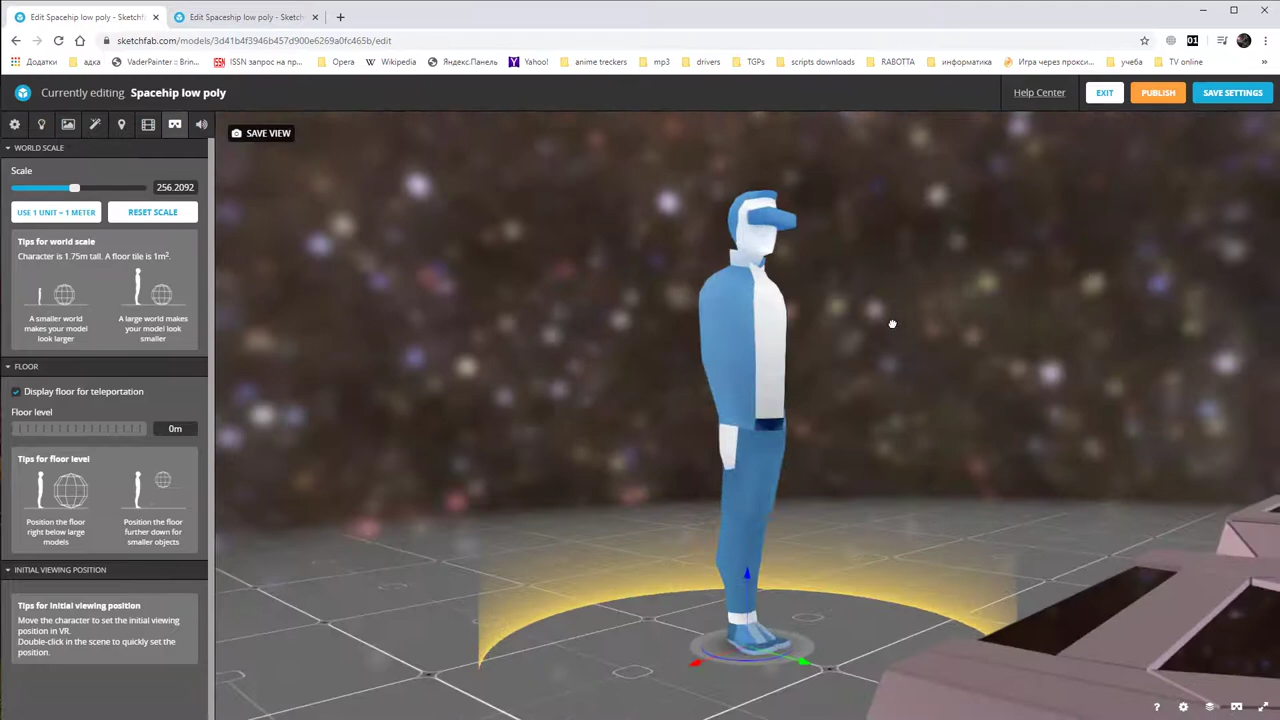 Edit Spaceip low poly - Sketchf
Edit Spaceship low poly - Sketch
sketchfab.com/models/3d41b4f3946b457d900e6269a0fc465b/edit
Додатки
адка
VaderPainter :: Brin...
ISSN запрос на пр...
Opera
Wikipedia
Яндекс.Панель
Yahoo!
anime treckers
mp3
drivers
TGPs
scripts downloads
RABOTTA
информатика
Игра через прокси...
учеба
TV online
Currently editing Spacehip low poly
Help Center
EXIT
PUBLISH
SAVE SETTINGS
SAVE VIEW
WORLD SCALE
Scale
256.2092
USE 1 UNIT = 1 METER
RESET SCALE
Tips for world scale
Character is 1.75m tall. A floor tile is 1m².
A smaller world
makes your model
look larger
A large world makes
your model look
smaller
FLOOR
Display floor for teleportation
Floor level
0m
Tips for floor level
Position the floor
right below large
models
Position the floor
further down for
smaller objects
INITIAL VIEWING POSITION
Tips for initial viewing position
Move the character to set the initial viewing
position in VR.
Double-click in the scene to quickly set the
position.